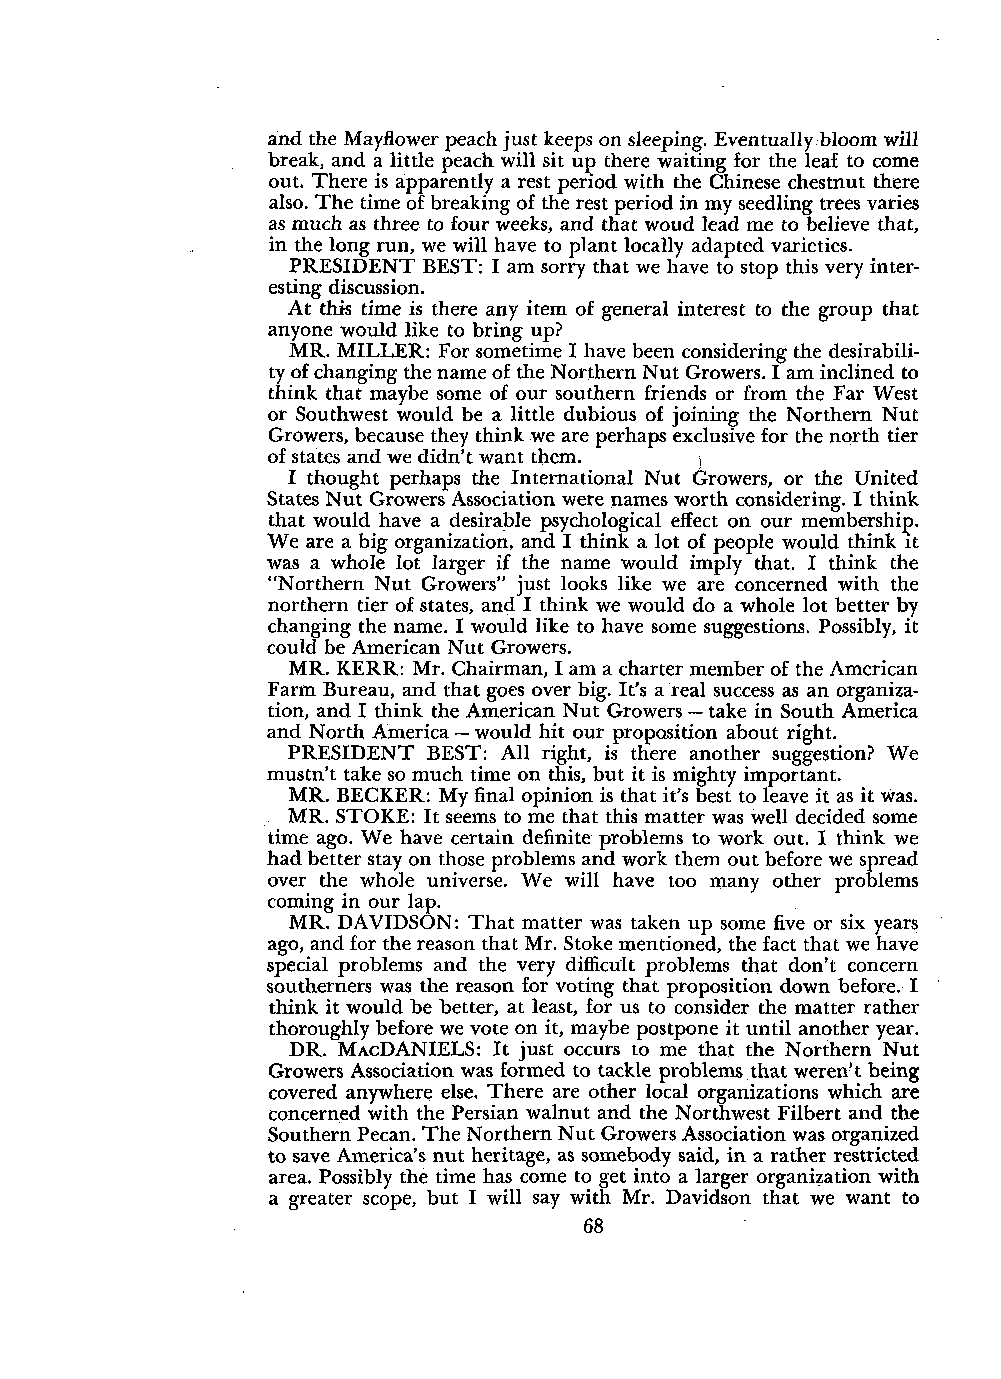 and the Mayflower peach just keeps on sleeping. Eventually bloom will
break, and a little peach will sit up there waiting for the leaf to come
out. There is apparently a rest period with the Chinese chestnut there
also. The time of breaking of the rest period in my seedling trees varies
as much as three to four weeks, and that woud lead me to believe that,
in the long run, we will have to plant locally adapted varieties.
PRESIDENT BEST: I am sorry that we have to stop this very inter-
esting discussion.
At this time is there any item of general interest to the group that
anyone would like to bring up?
MR. MILLER: For sometime I have been considering the desirabili-
ty of changing the name of the Northern Nut Growers. I am inclined to
think that maybe some of our southern friends or from the Far West
or Southwest would be a little dubious of joining the Northern Nut
Growers, because they think we are perhaps exclusive for the north tier
of states and we didn't want them.
I thought perhaps the International Nut Growers, or the United
States Nut Growers Association were names worth considering. I think
that would have a desirable psychological effect on our membership.
We are a big organization, and I think a lot of people would think it
was a whole lot larger if the name would imply that. I think the
"Northern Nut Growers" just looks like we are concerned with the
northern tier of states, and I think we would do a whole lot better by
changing the name. I would like to have some suggestions. Possibly, it
could be American Nut Growers.
MR. KERR: Mr. Chairman, I am a charter member of the American
Farm Bureau, and that goes over big. It's a real success as an organiza-
tion, and I think the American Nut Growers — take in South America
and North America — would hit our proposition about right.
PRESIDENT BEST: All right, is there another suggestion? We
mustn't take so much time on this, but it is mighty important.
MR. BECKER: My final opinion is that it's best to leave it as it was.
MR. STOKE: It seems to me that this matter was well decided some
time ago. We have certain definite problems to work out. I think we
had better stay on those problems and work them out before we spread
over the whole universe. We will have too many other problems
coming in our lap.
MR. DAVIDSON: That matter was taken up some five or six years
ago, and for the reason that Mr. Stoke mentioned, the fact that we have
special problems and the very difficult problems that don't concern
southerners was the reason for voting that proposition down before. I
think it would be better, at least, for us to consider the matter rather
thoroughly before we vote on it, maybe postpone it until another year.
DR. MACDANIELS: It just occurs to me that the Northern Nut
Growers Association was formed to tackle problems that weren't being
covered anywhere else. There are other local organizations which are
concerned with the Persian walnut and the Northwest Filbert and the
Southern Pecan. The Northern Nut Growers Association was organized
to save America's nut heritage, as somebody said, in a rather restricted
area. Possibly the time has come to get into a larger organization with
a greater scope, but I will say with Mr. Davidson that we want to
68